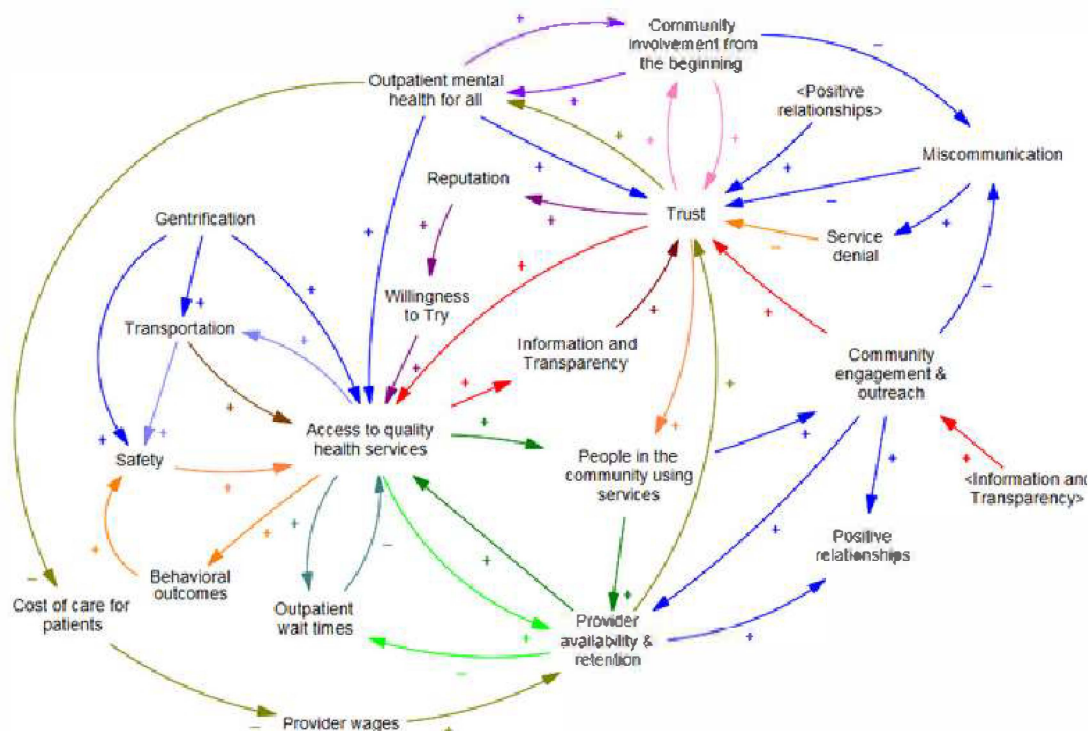 Community
involvement from
the beginning
Outpatient mental
health for all
<Positive
relationships>
Miscommunication
Reputation
Trust
Gentrification
Service
denial
Willingness
to Try
Transportation
Information and
Transparency
Community
engagement &
outreach
Access to quality
health services
People in the
community using
services
Safety
<Information and
Transparency>
Positive
relationships
Behavioral
outcomes
Cost of care for
patients
Outpatient
wait times
Provider
availability &
retention
Provider wages